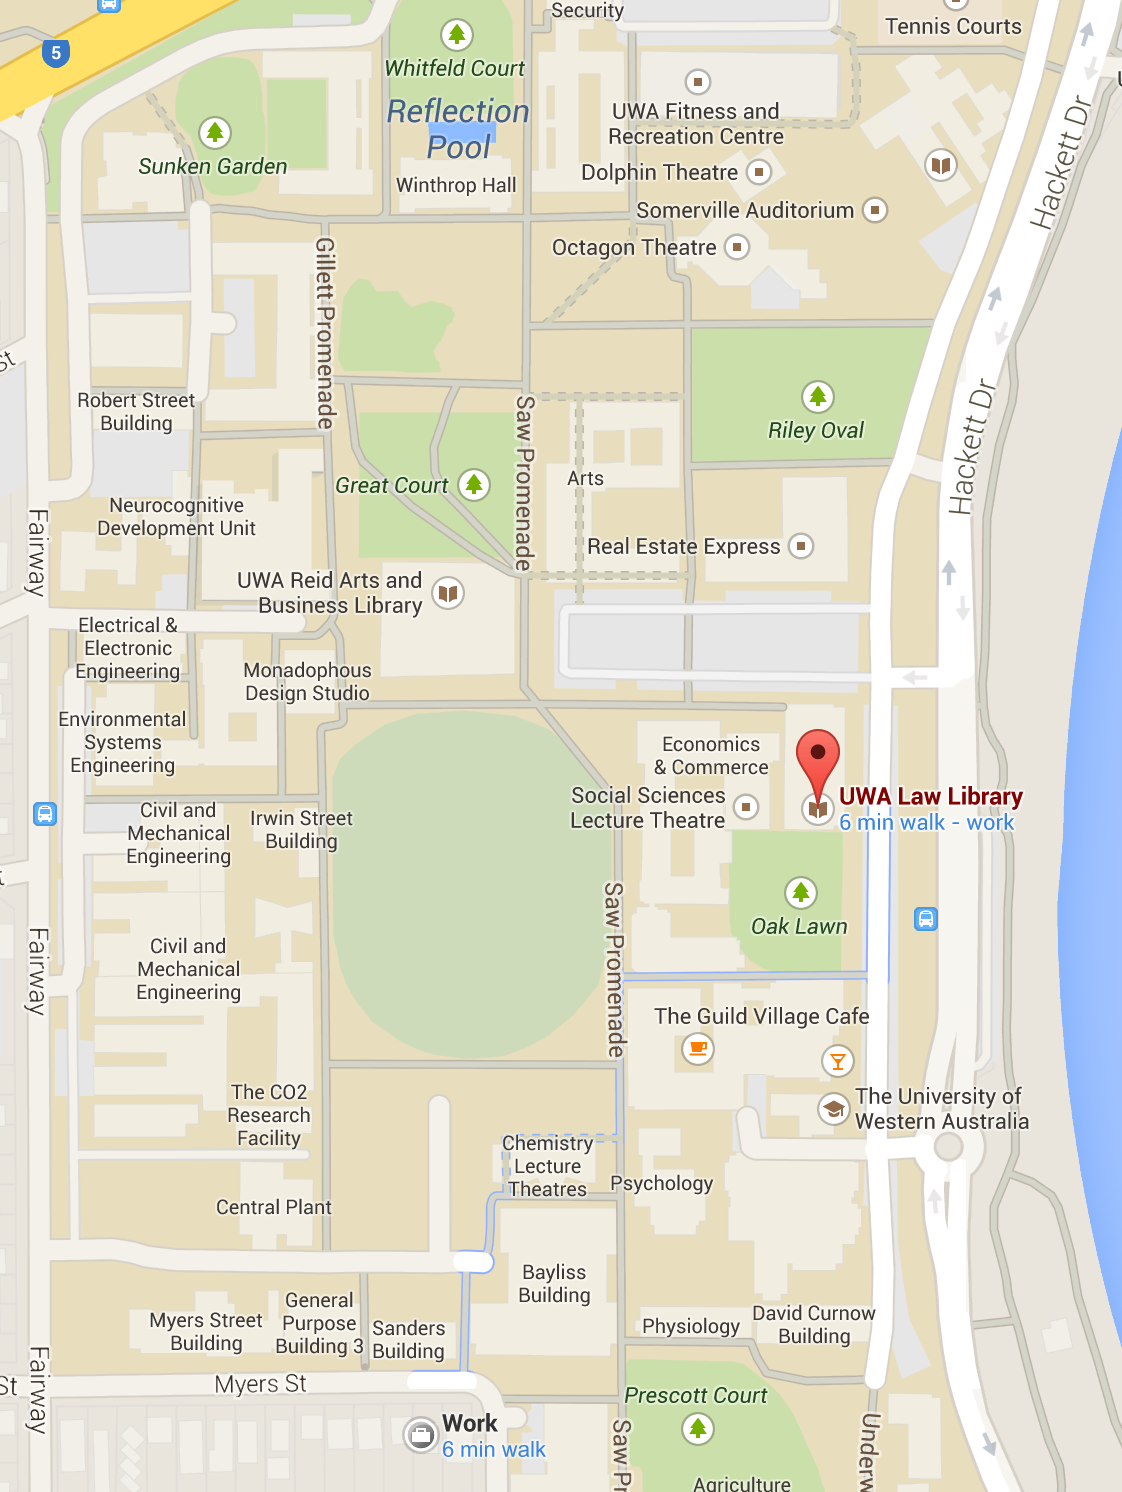 Security
Tennis Courts
5
Whitfeld Court
Reflection
Pool
UWA Fitness and
Recreation Centre
Sunken Garden
Winthrop Hall
Dolphin Theatre
Hackett Dr
Somerville Auditorium
Octagon Theatre
Gillett Promenade
St
Robert Street
Building
Saw Promenade
Riley Oval
Hackett Dr
Great Court
Arts
Neurocognitive
Development Unit
Fairway
Real Estate Express
UWA Reid Arts and
Business Library
Electrical &
Electronic
Engineering
Monadophous
Design Studio
Environmental
Systems
Engineering
Economics
& Commerce
Social Sciences
Lecture Theatre
UWA Law Library
6 min walk - work
Civil and
Mechanical
Engineering
Irwin Street
Building
Saw Promenade
Oak Lawn
Fairway
Civil and
Mechanical
Engineering
The Guild Village Cafe
The CO2
Research
Facility
The University of
Western Australia
Chemistry
Lecture
Theatres
Psychology
Central Plant
Bayliss
Building
General
Purpose
Building 3
Myers Street
Building
Sanders
Building
Physiology
David Curnow
Building
Fairway
St
Myers St
Prescott Court
Work
6 min walk
Saw Pr
Underw
Agriculture